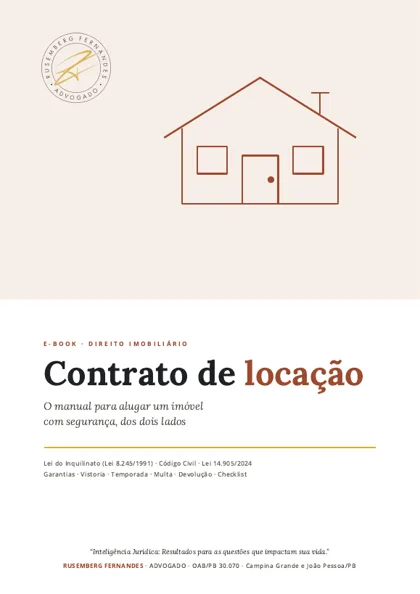 RUSEMBERG FERNANDES
• ADVOGADO •
E-BOOK · DIREITO IMOBILIÁRIO
Contrato de locação
O manual para alugar um imóvel
com segurança, dos dois lados
Lei do Inquilinato (Lei 8.245/1991) · Código Civil · Lei 14.905/2024
Garantias · Vistoria · Temporada · Multa · Devolução · Checklist
"Inteligência Jurídica: Resultados para as questões que impactam sua vida."
RUSEMBERG FERNANDES · ADVOGADO · OAB/PB 30.070 · Campina Grande e João Pessoa/PB